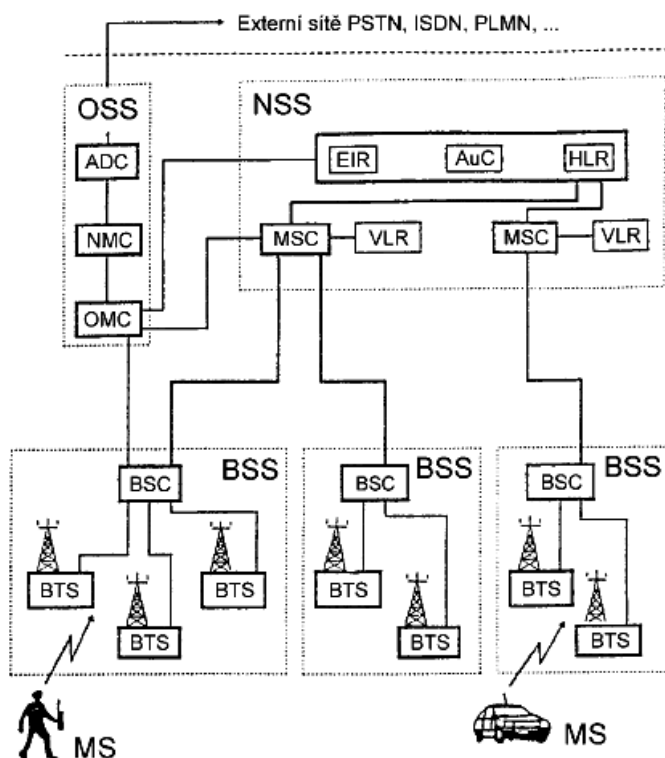 Externí sítě PSTN, ISDN, PLMN, ...
OSS
NSS
ADC
EIR
AuC
HLR
NMC
MSC
VLR
MSC
VLR
OMC
BSS
BSS
BSS
BSC
BSC
BSC
BTS
BTS
BTS
BTS
BTS
BTS
BTS
MS
MS